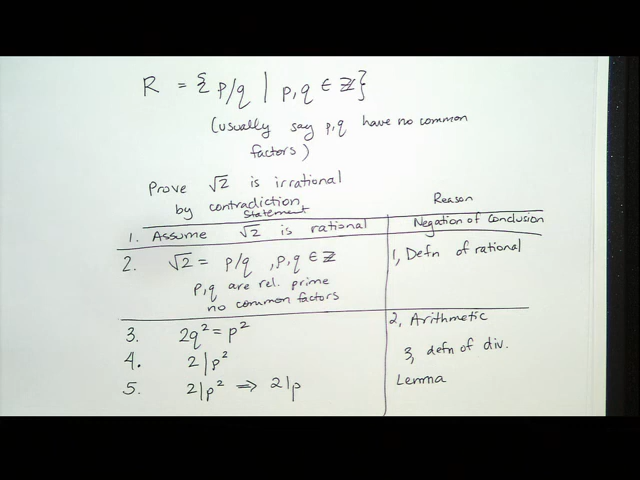 R = { p/q | p,q ∈ ℤ}
(usually say p,q have no common
factors)
Prove √2 is irrational
by contradiction
Statement
Reason
1. Assume √2 is rational
Negation of Conclusion
2. √2 = p/q , p,q ∈ ℤ
1, Defn of rational
p,q are rel. prime
no common factors
3. 2q² = p²
2, Arithmetic
4. 2|p²
3, defn of div.
5. 2|p² ⟹ 2|p
Lemma